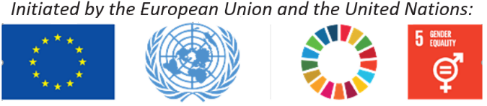 Initiated by the European Union and the United Nations:
5 GENDER
EQUALITY